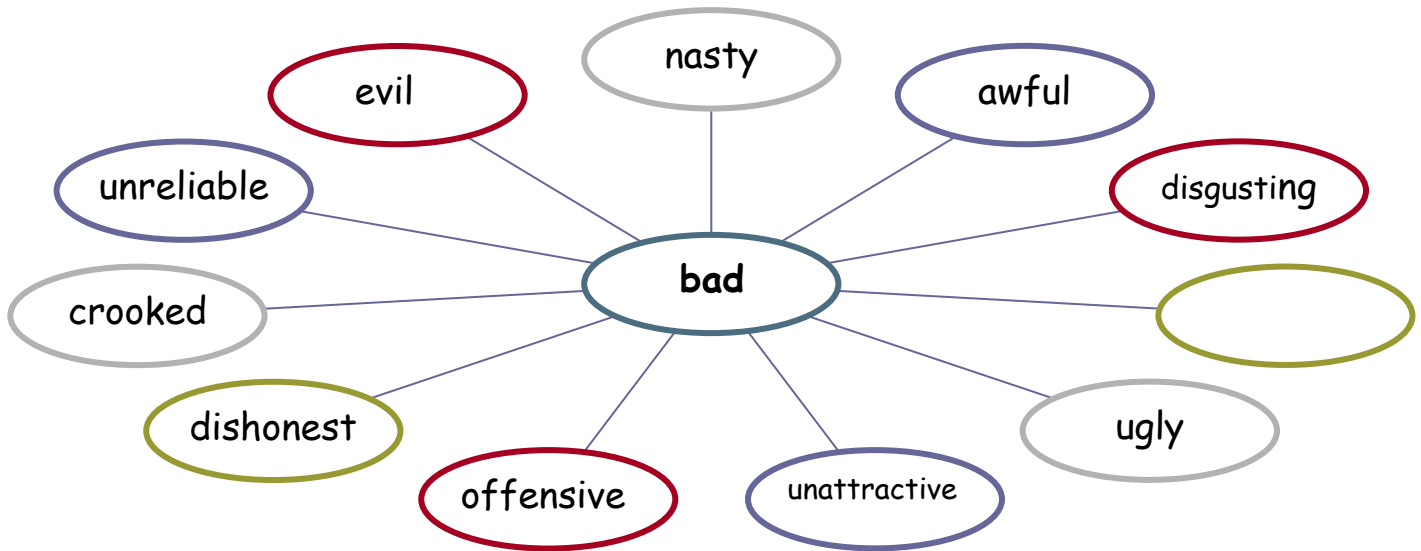 nasty
evil
awful
unreliable
disgusting
bad
crooked
dishonest
ugly
offensive
unattractive